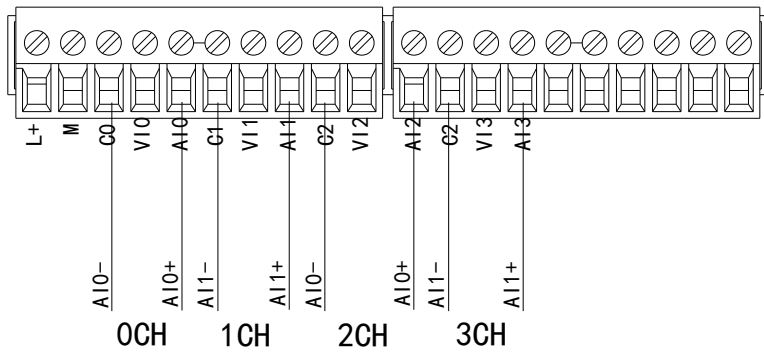 L+ M C0 VI0 AI0 C1 VI1 AI1 C2 VI2 AI2 C2 VI3 AI3
AI0- AI0+ AI1- AI1+ AI0- AI0+ AI1- AI1+
0CH 1CH 2CH 3CH